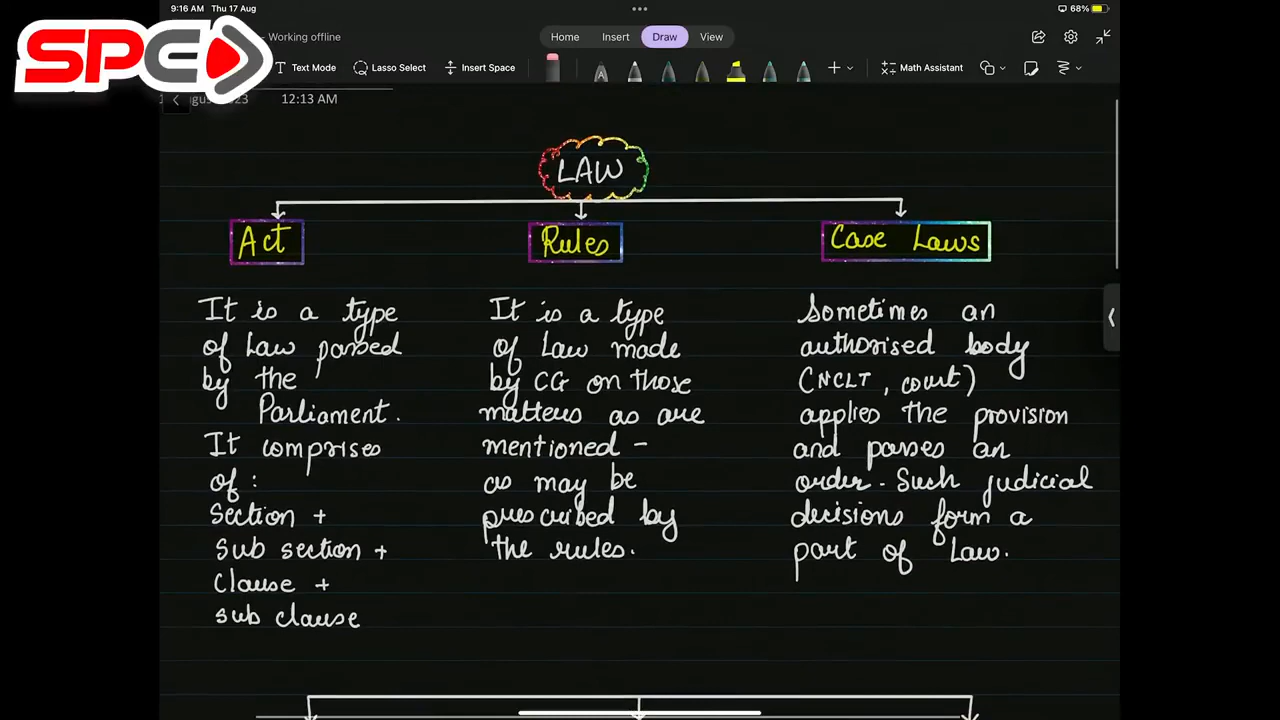 9:16 AM Thu 17 Aug
68%
SPE
- Working offline
Home Insert Draw View
Text Mode Lasso Select Insert Space Math Assistant
12:13 AM
LAW
Act
Rules
Case Laws
It is a type
of Law passed
by the
Parliament.
It comprises
of:
Section +
Sub section +
Clause +
sub clause
It is a type
of Law made
by CG on those
matters as are
mentioned -
as may be
prescribed by
the rules.
Sometimes an
authorised body
(NCLT, court)
applies the provision
and passes an
order. Such judicial
decisions form a
part of Law.